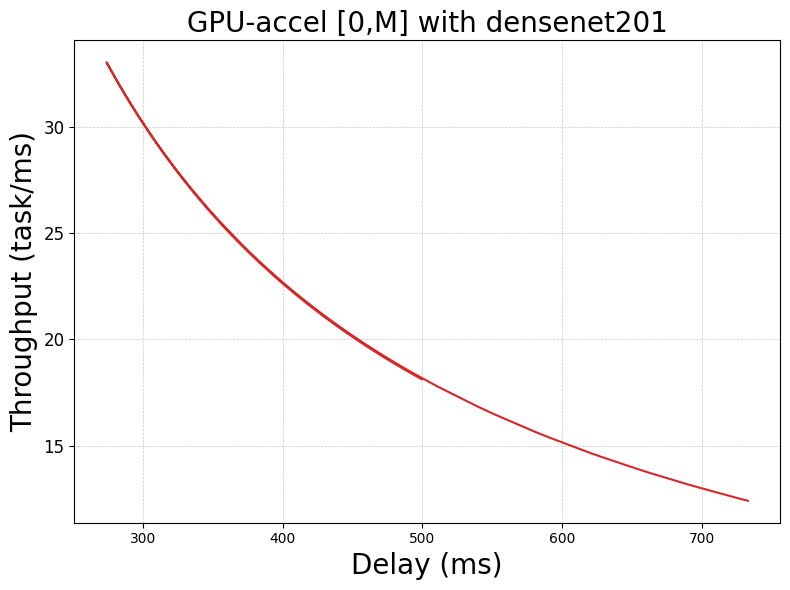 GPU-accel [0,M] with densenet201
Throughput (task/ms)
30
25
20
15
300 400 500 600 700
Delay (ms)